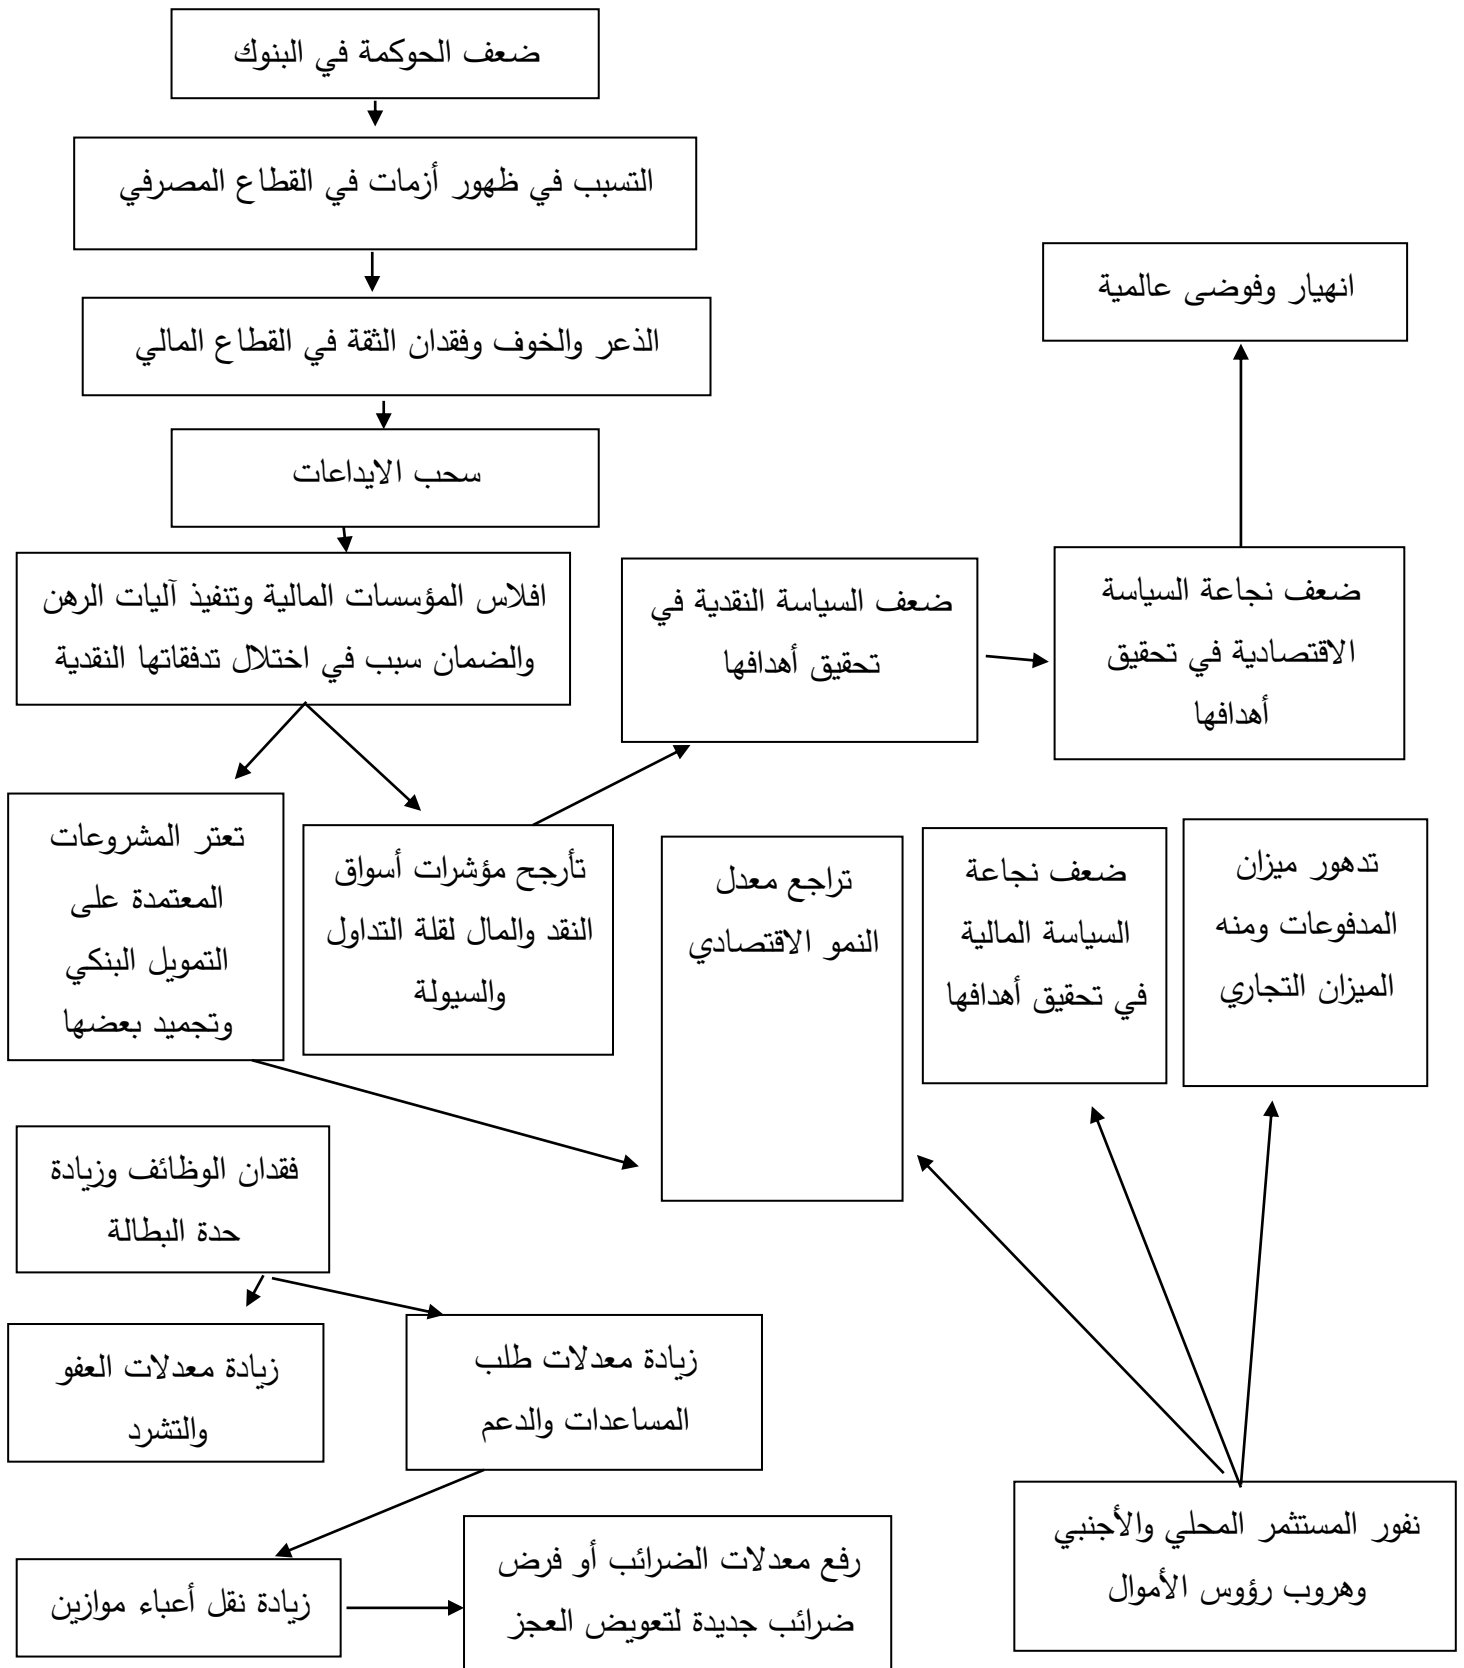 ضعف الحوكمة في البنوك
التسبب في ظهور أزمات في القطاع المصرفي
الذعر والخوف وفقدان الثقة في القطاع المالي
سحب الايداعات
افلاس المؤسسات المالية وتنفيذ آليات الرهن
والضمان سبب في اختلال تدفقاتها النقدية
انهيار وفوضى عالمية
ضعف نجاعة السياسة
الاقتصادية في تحقيق
أهدافها
ضعف السياسة النقدية في
تحقيق أهدافها
تدهور ميزان
المدفوعات ومنه
الميزان التجاري
ضعف نجاعة
السياسة المالية
في تحقيق أهدافها
تراجع معدل
النمو الاقتصادي
تأرجح مؤشرات أسواق
النقد والمال لقلة التداول
والسيولة
تعتر المشروعات
المعتمدة على
التمويل البنكي
وتجميد بعضها
فقدان الوظائف وزيادة
حدة البطالة
زيادة معدلات طلب
المساعدات والدعم
زيادة معدلات العفو
والتشرد
نفور المستثمر المحلي والأجنبي
وهروب رؤوس الأموال
رفع معدلات الضرائب أو فرض
ضرائب جديدة لتعويض العجز
زيادة نقل أعباء موازين